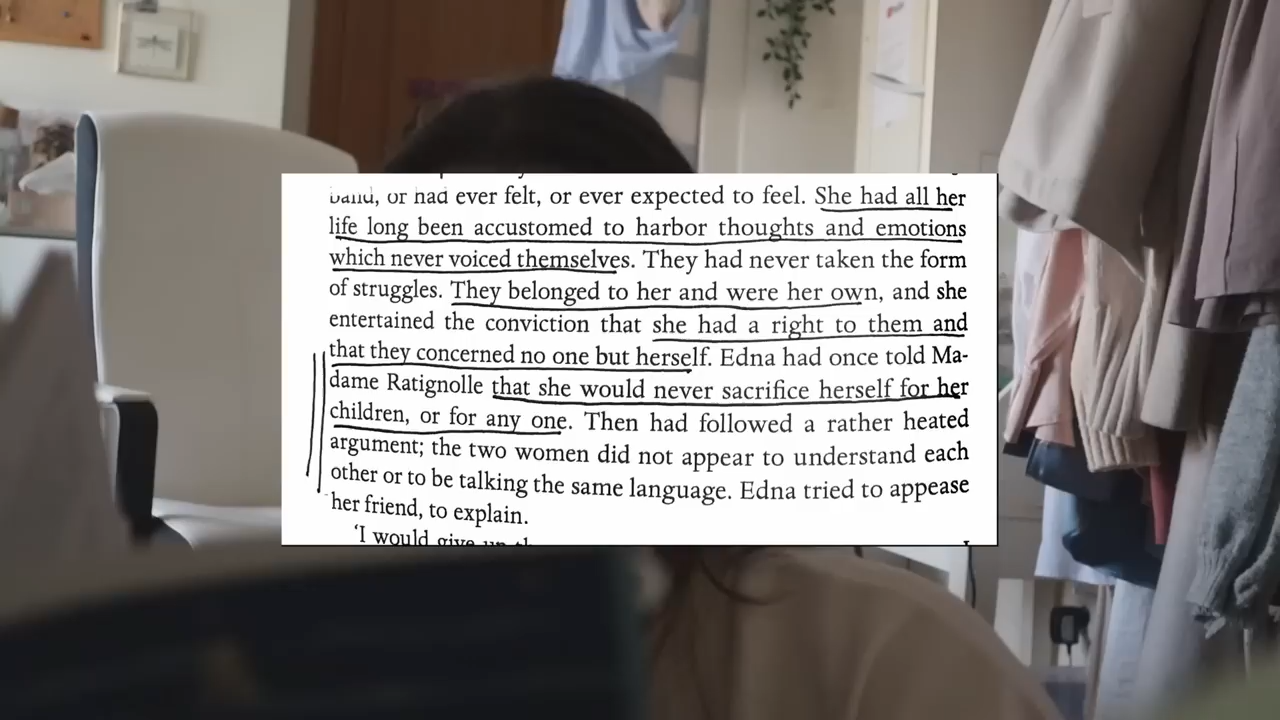 band, or had ever felt, or ever expected to feel. She had all her
life long been accustomed to harbor thoughts and emotions
which never voiced themselves. They had never taken the form
of struggles. They belonged to her and were her own, and she
entertained the conviction that she had a right to them and
that they concerned no one but herself. Edna had once told Ma-
dame Ratignolle that she would never sacrifice herself for her
children, or for any one. Then had followed a rather heated
argument; the two women did not appear to understand each
other or to be talking the same language. Edna tried to appease
her friend, to explain.
‘I would give up